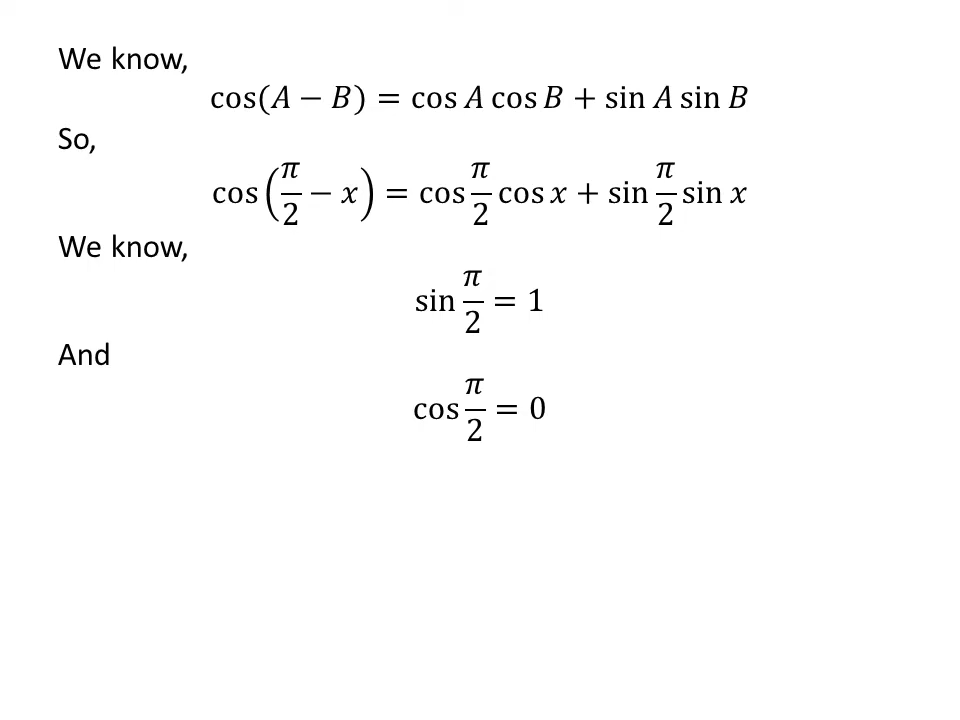 We know,
cos(𝐴 − 𝐵) = cos 𝐴 cos 𝐵 + sin 𝐴 sin 𝐵
So,
cos(π/2 − 𝑥) = cos π/2 cos 𝑥 + sin π/2 sin 𝑥
We know,
sin π/2 = 1
And
cos π/2 = 0